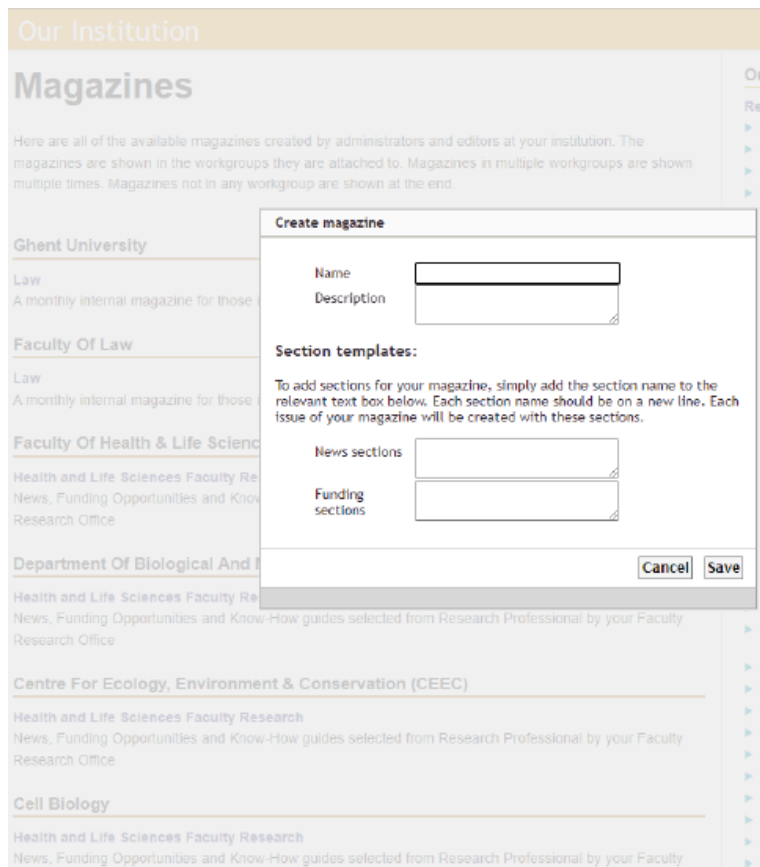 Our Institution
Magazines
Here are all of the available magazines created by administrators and editors at your institution. The
magazines are shown in the workgroups they are attached to. Magazines in multiple workgroups are shown
multiple times. Magazines not in any workgroup are shown at the end.
Ghent University
Law
A monthly internal magazine for those
Faculty Of Law
Law
A monthly internal magazine for those
Faculty Of Health & Life Scienc
Health and Life Sciences Faculty Re
News, Funding Opportunities and Know
Research Office
Department Of Biological And
Health and Life Sciences Faculty Re
News, Funding Opportunities and Know-How guides selected from Research Professional by your Faculty
Research Office
Centre For Ecology, Environment & Conservation (CEEC)
Health and Life Sciences Faculty Research
News, Funding Opportunities and Know-How guides selected from Research Professional by your Faculty
Research Office
Cell Biology
Health and Life Sciences Faculty Research
News, Funding Opportunities and Know-How guides selected from Research Professional by your Faculty
Create magazine
Name
Description
Section templates:
To add sections for your magazine, simply add the section name to the
relevant text box below. Each section name should be on a new line. Each
issue of your magazine will be created with these sections.
News sections
Funding
sections
Cancel Save
Ou
Re